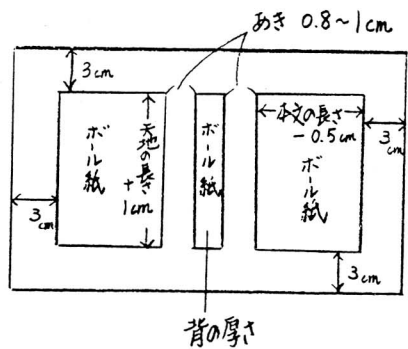 あき 0.8〜1cm
3cm
ボール紙
天地の長さ
+
1cm
ボール紙
本文の長さ
- 0.5cm
ボール紙
3cm
3cm
3cm
背の厚さ